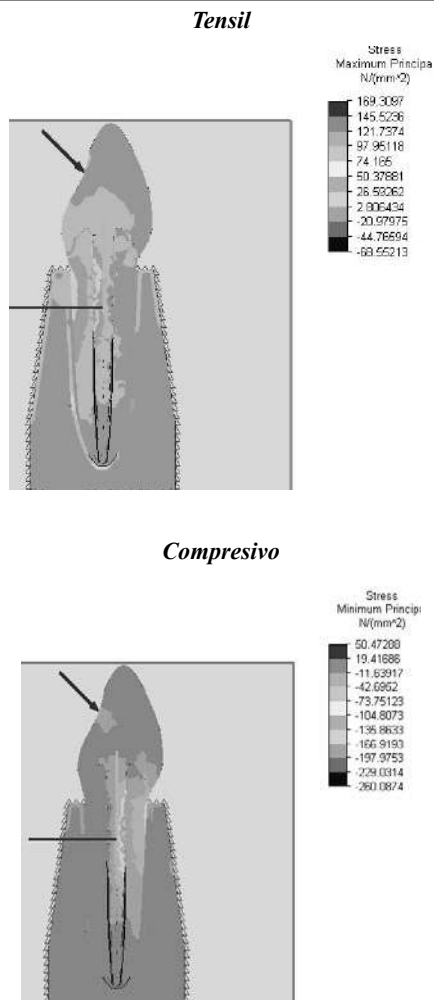 Tensil
Stress
Maximum Principa
N/(mm^2)
169.3097
145.5236
121.7374
97.95118
74.165
50.37881
26.59262
2.806434
-20.97975
-44.76594
-68.55213
Compresivo
Stress
Minimum Princip
N/(mm^2)
50.47288
19.41686
-11.63917
-42.6952
-73.75123
-104.8073
-135.8633
-166.9193
-197.9753
-229.0314
-260.0874